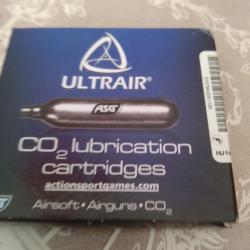 ULTRAIR®
ASG
CO2 lubrication
cartridges
actionsportgames.com
Airsoft • Airguns • CO2